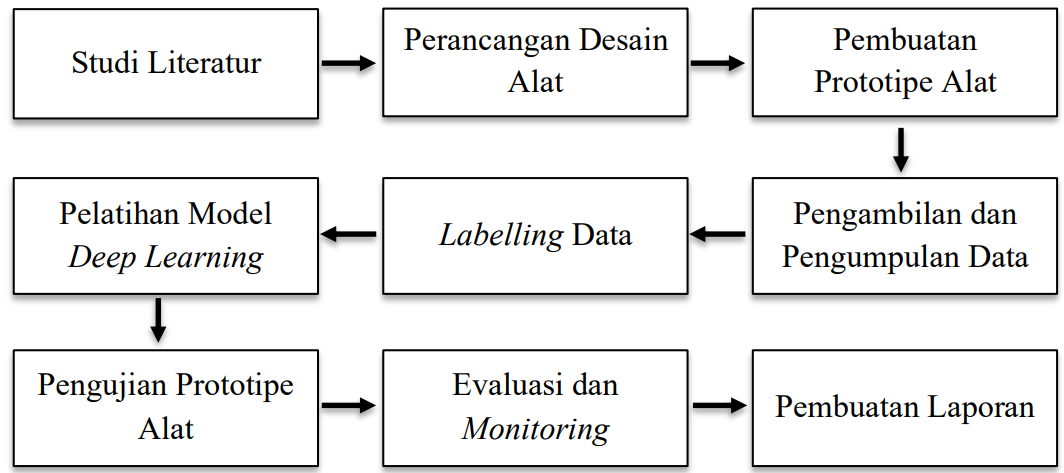 Studi Literatur
Perancangan Desain
Alat
Pembuatan
Prototipe Alat
Pengambilan dan
Pengumpulan Data
Labelling Data
Pelatihan Model
Deep Learning
Pengujian Prototipe
Alat
Evaluasi dan
Monitoring
Pembuatan Laporan